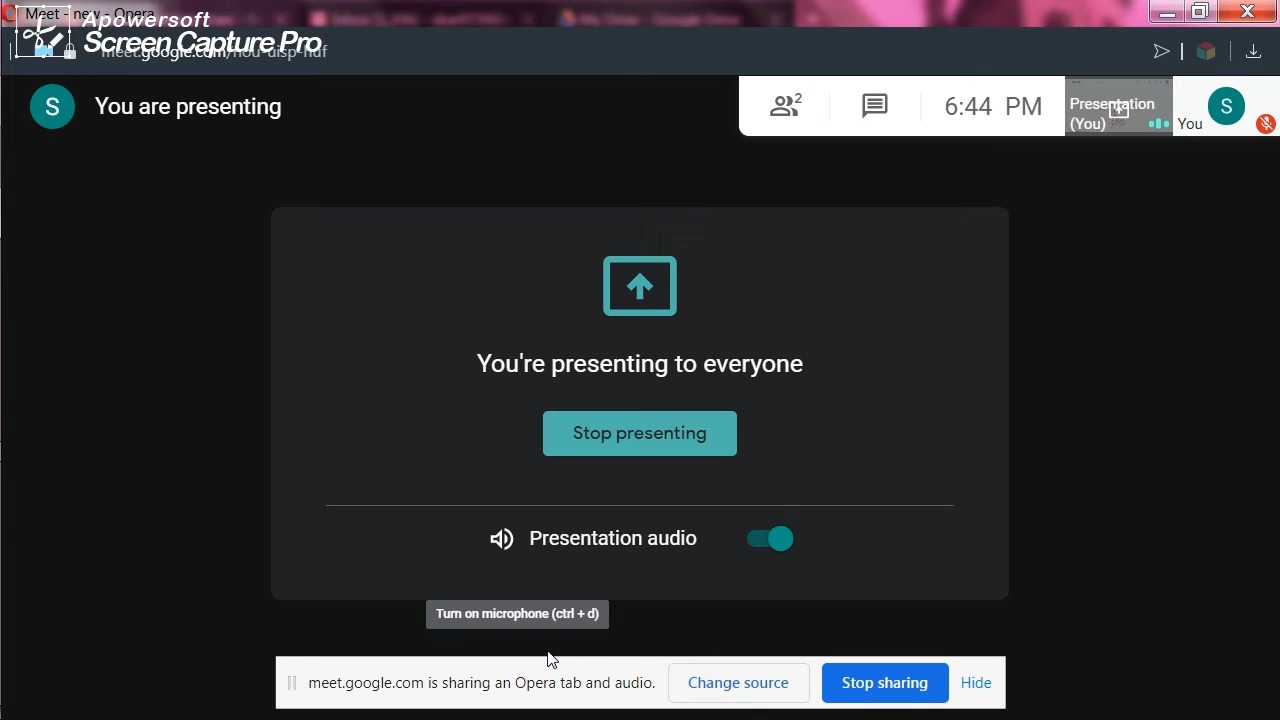 Meet - new - Opera
Apowersoft
Screen Capture Pro
meet.google.com/
S
You are presenting
2
6:44 PM
Presentation
(You)
You
S
You're presenting to everyone
Stop presenting
Presentation audio
Turn on microphone (ctrl + d)
meet.google.com is sharing an Opera tab and audio.
Change source
Stop sharing
Hide